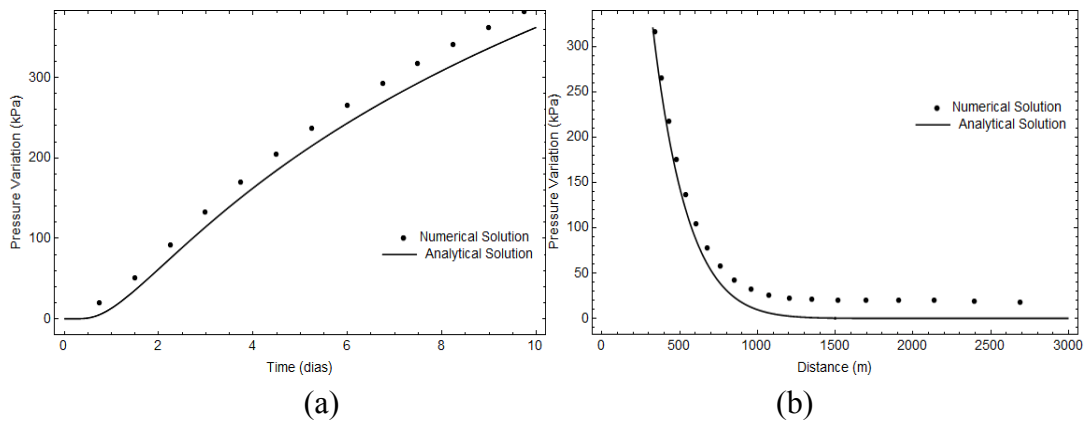 Pressure Variation (kPa)
300
200
100
0
Numerical Solution
Analytical Solution
0 2 4 6 8 10
Time (dias)
(a)
Pressure Variation (kPa)
300
250
200
150
100
50
0
Numerical Solution
Analytical Solution
0 500 1000 1500 2000 2500 3000
Distance (m)
(b)